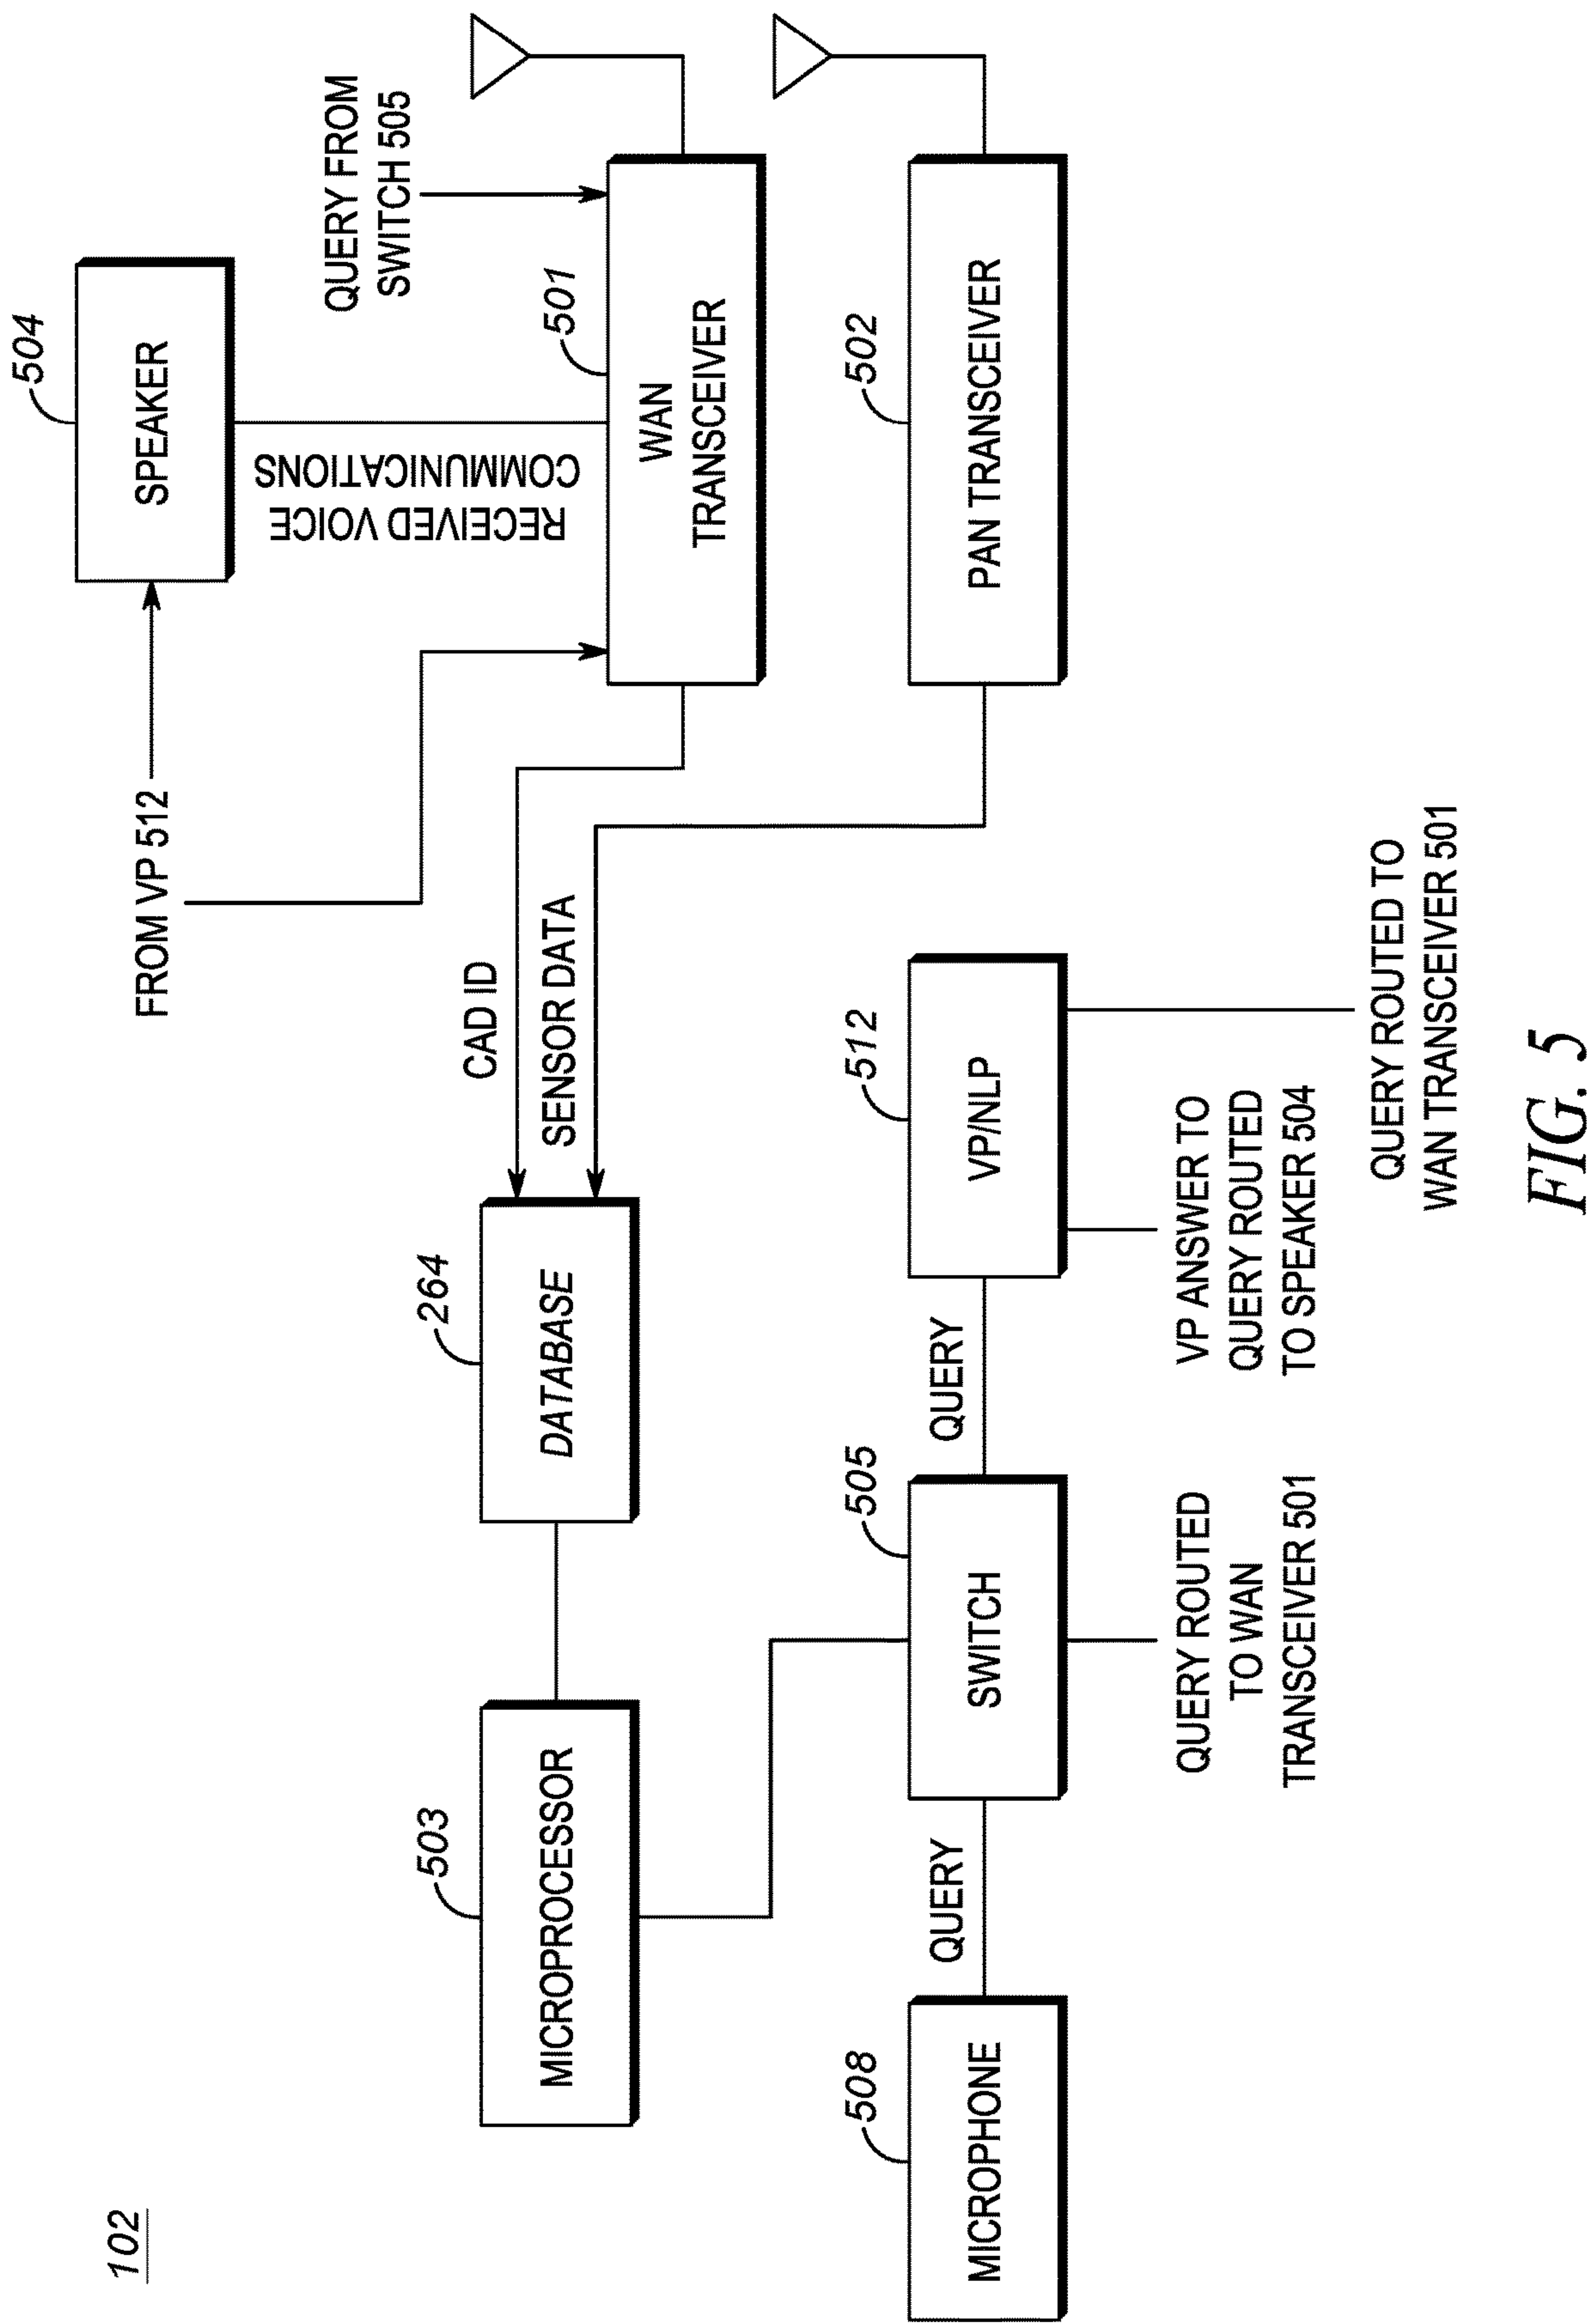 102
504
SPEAKER
FROM VP 512
QUERY FROM
SWITCH 505
RECEIVED VOICE
COMMUNICATIONS
501
WAN
TRANSCEIVER
CAD ID
SENSOR DATA
503
MICROPROCESSOR
264
DATABASE
502
PAN TRANSCEIVER
508
MICROPHONE
QUERY
505
SWITCH
QUERY
512
VP/NLP
QUERY ROUTED
TO WAN
TRANSCEIVER 501
VP ANSWER TO
QUERY ROUTED
TO SPEAKER 504
QUERY ROUTED TO
WAN TRANSCEIVER 501
FIG. 5